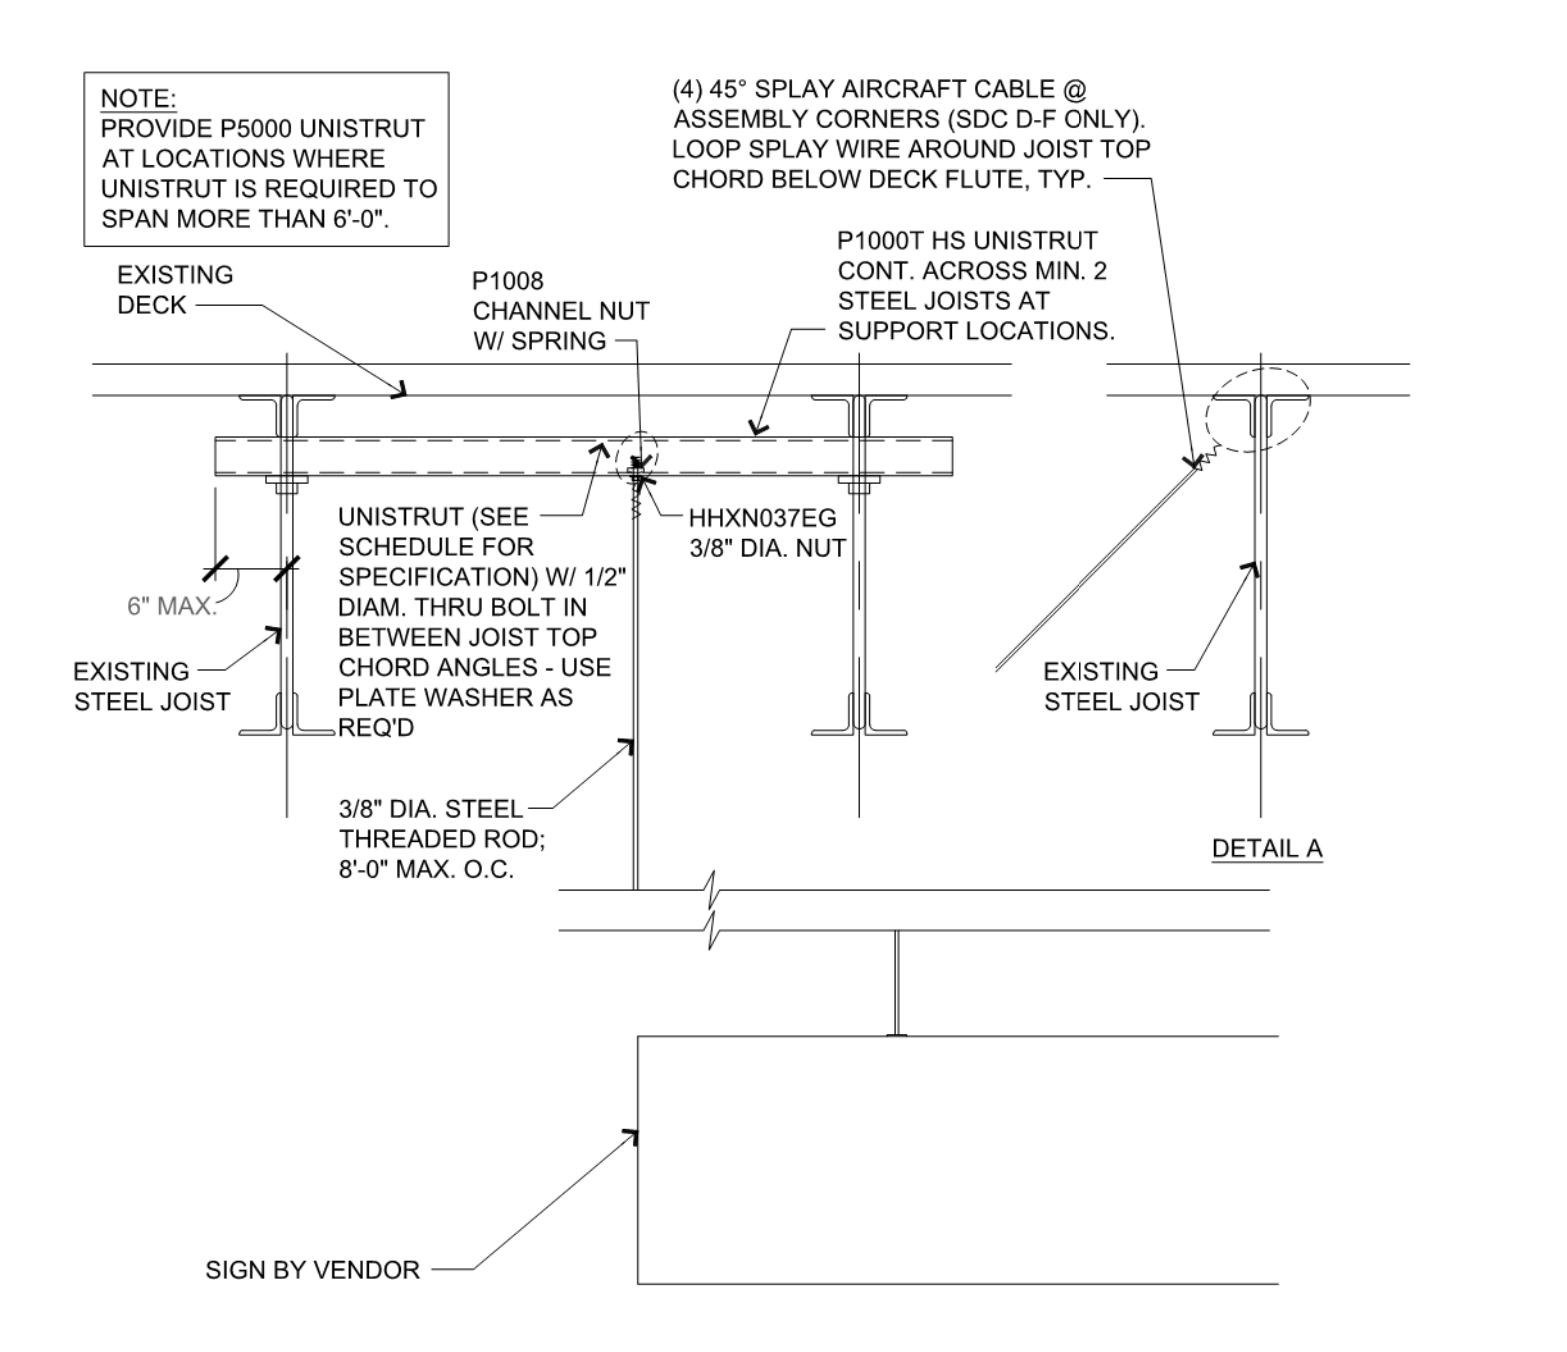 NOTE:
PROVIDE P5000 UNISTRUT
AT LOCATIONS WHERE
UNISTRUT IS REQUIRED TO
SPAN MORE THAN 6'-0".
(4) 45° SPLAY AIRCRAFT CABLE @
ASSEMBLY CORNERS (SDC D-F ONLY).
LOOP SPLAY WIRE AROUND JOIST TOP
CHORD BELOW DECK FLUTE, TYP.
EXISTING
DECK
P1008
CHANNEL NUT
W/ SPRING
P1000T HS UNISTRUT
CONT. ACROSS MIN. 2
STEEL JOISTS AT
SUPPORT LOCATIONS.
UNISTRUT (SEE
SCHEDULE FOR
SPECIFICATION) W/ 1/2"
DIAM. THRU BOLT IN
BETWEEN JOIST TOP
CHORD ANGLES - USE
PLATE WASHER AS
REQ'D
HHXN037EG
3/8" DIA. NUT
6" MAX.
EXISTING
STEEL JOIST
EXISTING
STEEL JOIST
3/8" DIA. STEEL
THREADED ROD;
8'-0" MAX. O.C.
DETAIL A
SIGN BY VENDOR